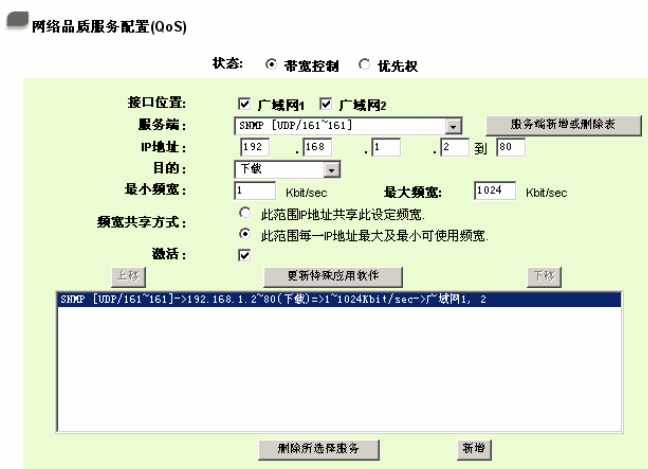 网络品质服务配置(QoS)
状态: 带宽控制 优先权
接口位置: 广域网1 广域网2
服务端: SNMP [UDP/161~161] 服务端新增或删除表
IP地址: 192 .168 .1 .2 到 80
目的: 下载
最小频宽: 1 Kbit/sec 最大频宽: 1024 Kbit/sec
频宽共享方式: 此范围IP地址共享此设定频宽.
此范围每一IP地址最大及最小可使用频宽.
激活:
上移 更新特殊应用软件 下移
SNMP [UDP/161~161]->192.168.1.2~80(下载)=>1~1024Kbit/sec->广域网1, 2
删除所选择服务 新增